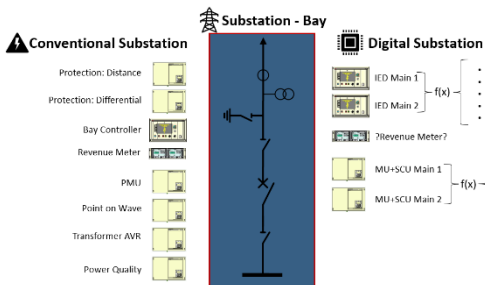 Substation - Bay
Conventional Substation
Protection: Distance
Protection: Differential
Bay Controller
Revenue Meter
PMU
Point on Wave
Transformer AVR
Power Quality
Digital Substation
IED Main 1
IED Main 2
f(x)
?Revenue Meter?
MU+SCU Main 1
MU+SCU Main 2
f(x)